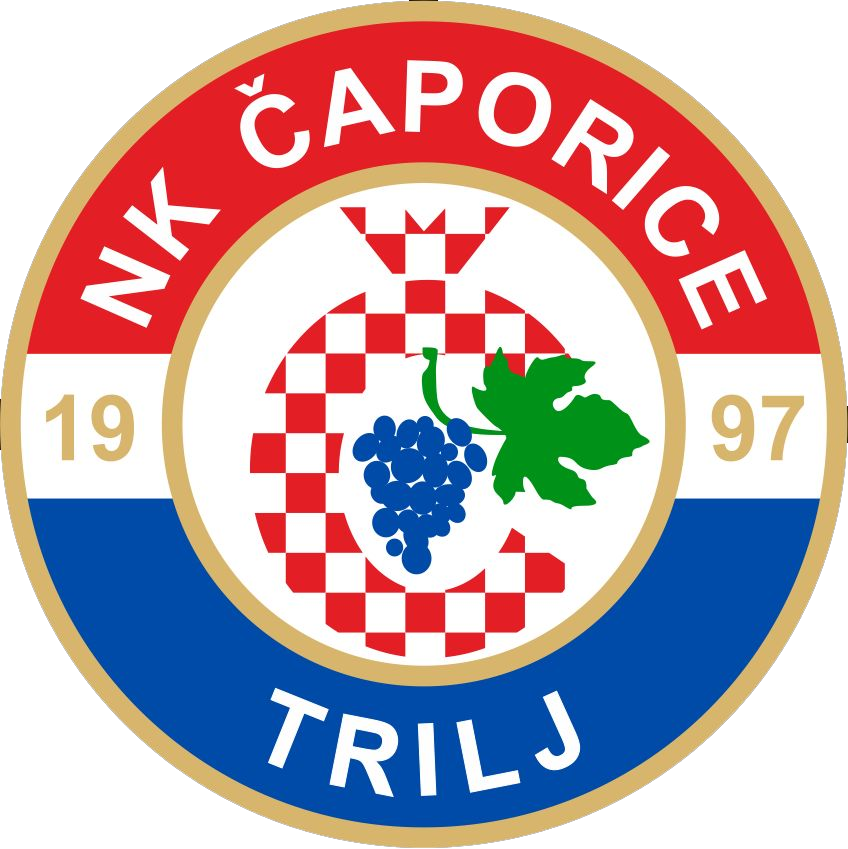 NK ČAPORICE
19 97
Č
TRILJ